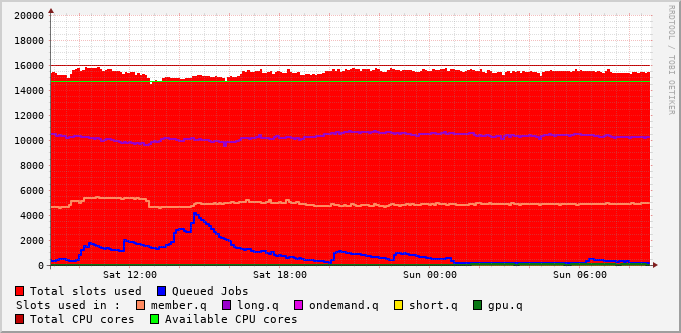 20000
18000
16000
14000
12000
10000
8000
6000
4000
2000
0
Sat 12:00 Sat 18:00 Sun 00:00 Sun 06:00
RRDTOOL / TOBI OETIKER
Total slots used Queued Jobs
Slots used in : member.q long.q ondemand.q short.q gpu.q
Total CPU cores Available CPU cores